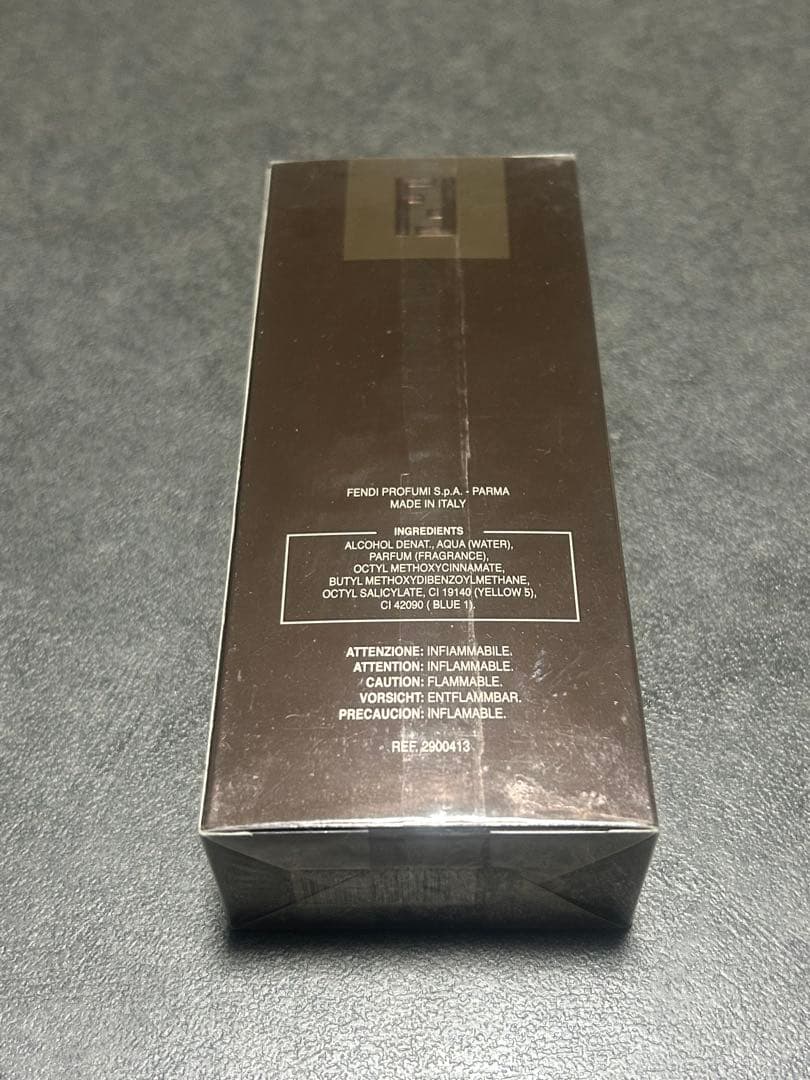 FENDI PROFUMI S.p.A. - PARMA
MADE IN ITALY
INGREDIENTS
ALCOHOL DENAT., AQUA (WATER),
PARFUM (FRAGRANCE),
OCTYL METHOXYCINNAMATE,
BUTYL METHOXYDIBENZOYLMETHANE,
OCTYL SALICYLATE, CI 19140 (YELLOW 5),
CI 42090 ( BLUE 1).
ATTENZIONE: INFIAMMABILE.
ATTENTION: INFLAMMABLE.
CAUTION: FLAMMABLE.
VORSICHT: ENTFLAMMBAR.
PRECAUCION: INFLAMABLE.
REF. 2900413